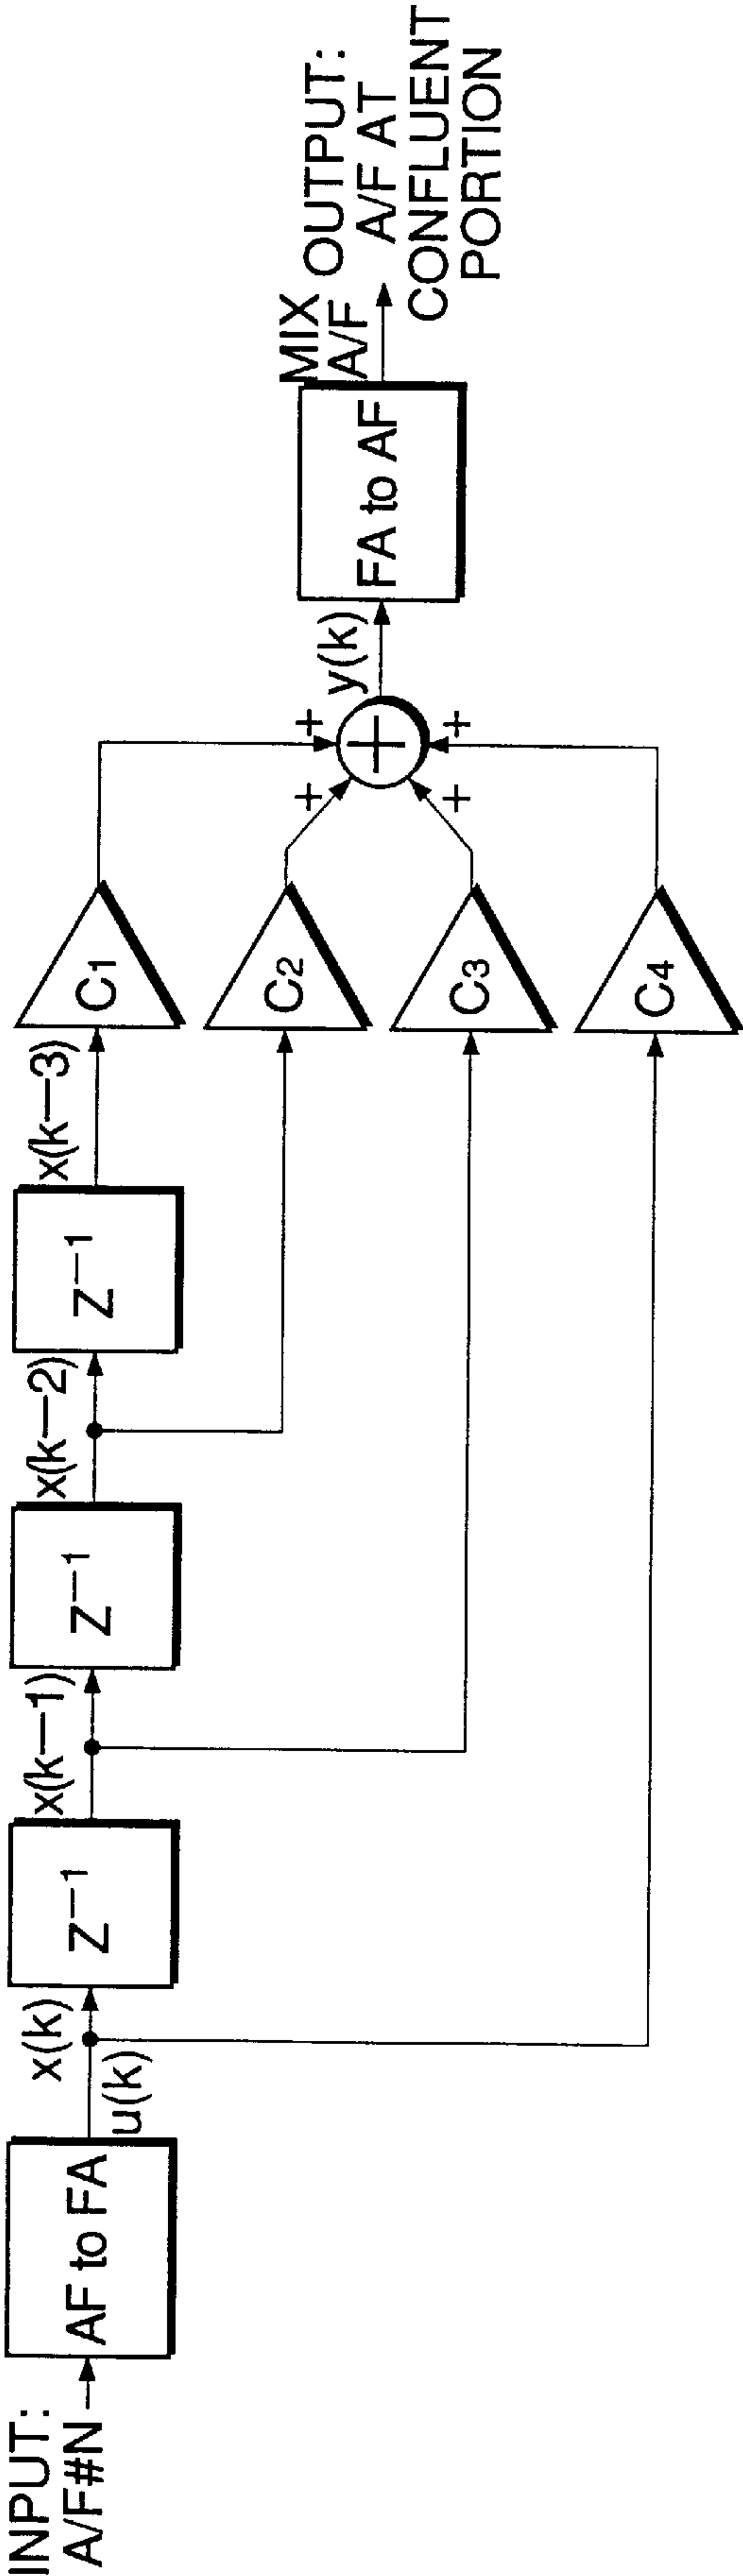 INPUT:
A/F#N
AF to FA
x(k)
u(k)
Z−1
x(k−1)
Z−1
x(k−2)
Z−1
x(k−3)
C1
C2
C3
C4
+
+
+
+
+
y(k)
FA to AF
MIX
A/F
OUTPUT:
A/F AT
CONFLUENT
PORTION